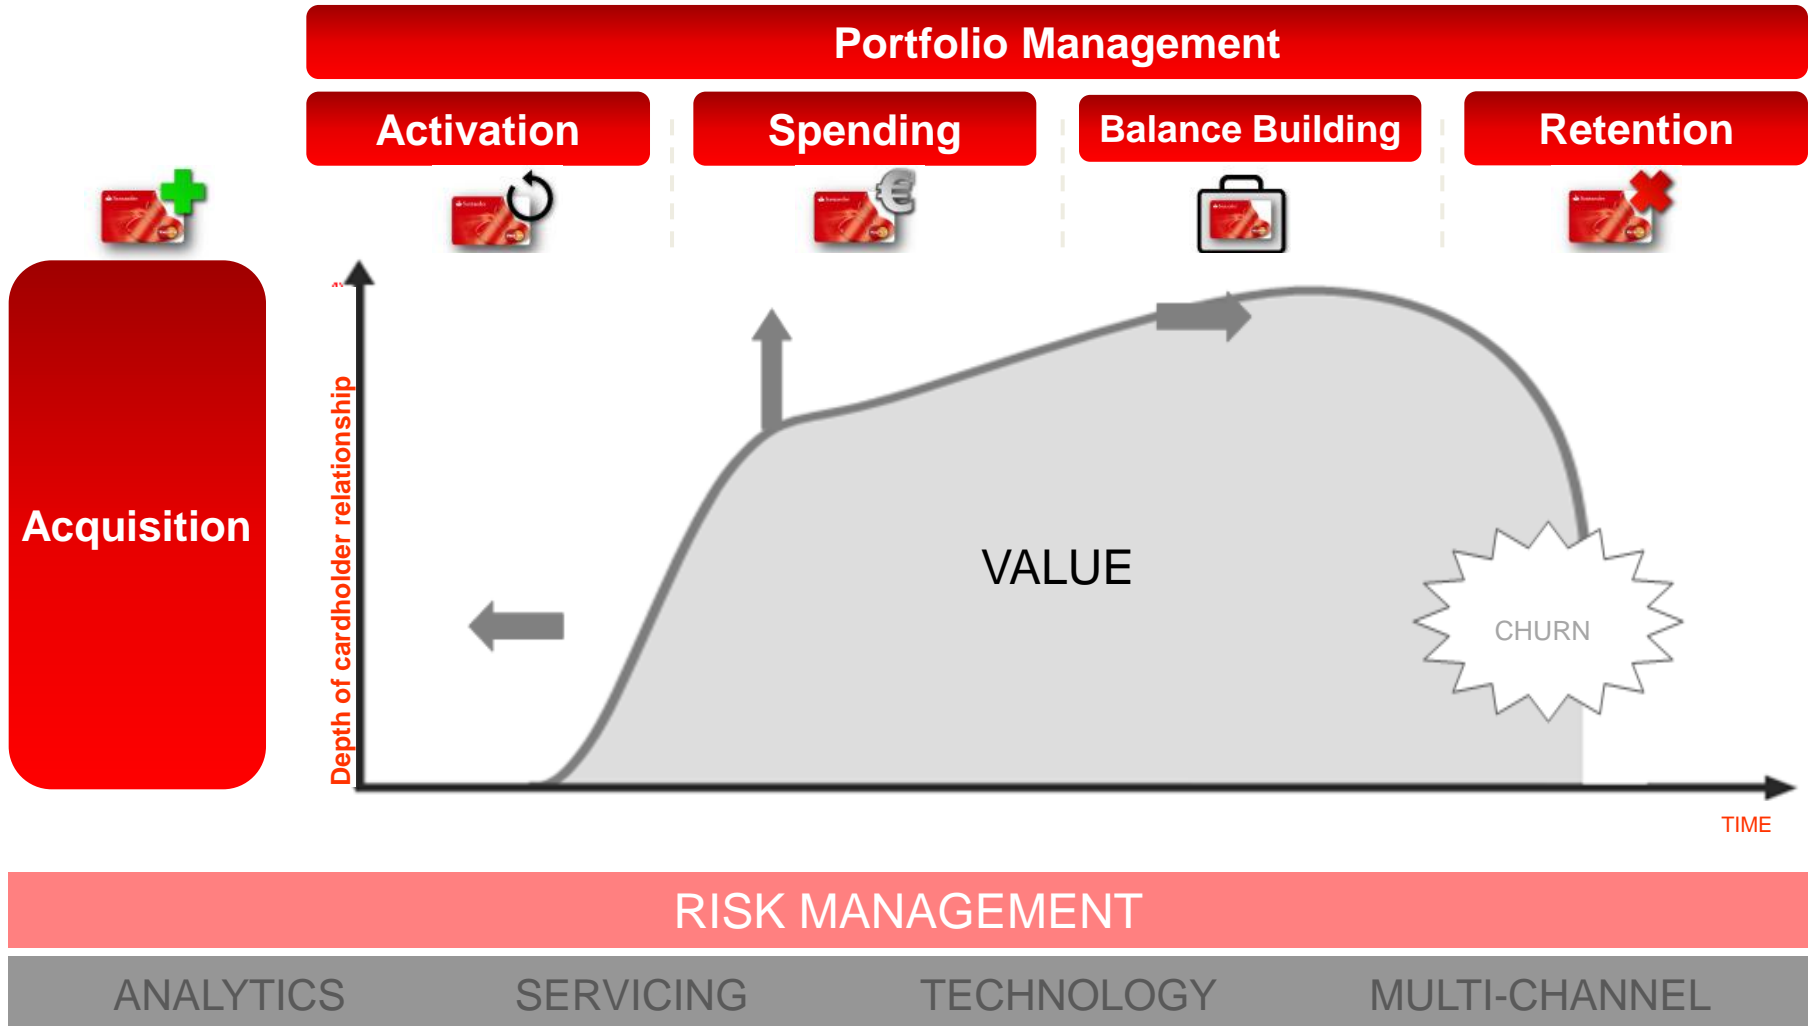 Portfolio Management
Activation
Spending
Balance Building
Retention
Acquisition
Depth of cardholder relationship
VALUE
CHURN
TIME
RISK MANAGEMENT
ANALYTICS SERVICING TECHNOLOGY MULTI-CHANNEL